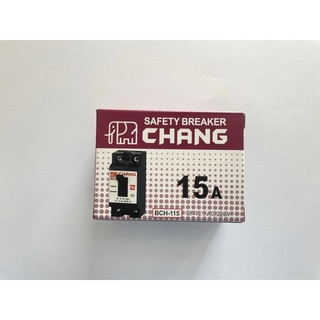 SAFETY BREAKER
CHANG
15A
CHANG
BCH-115